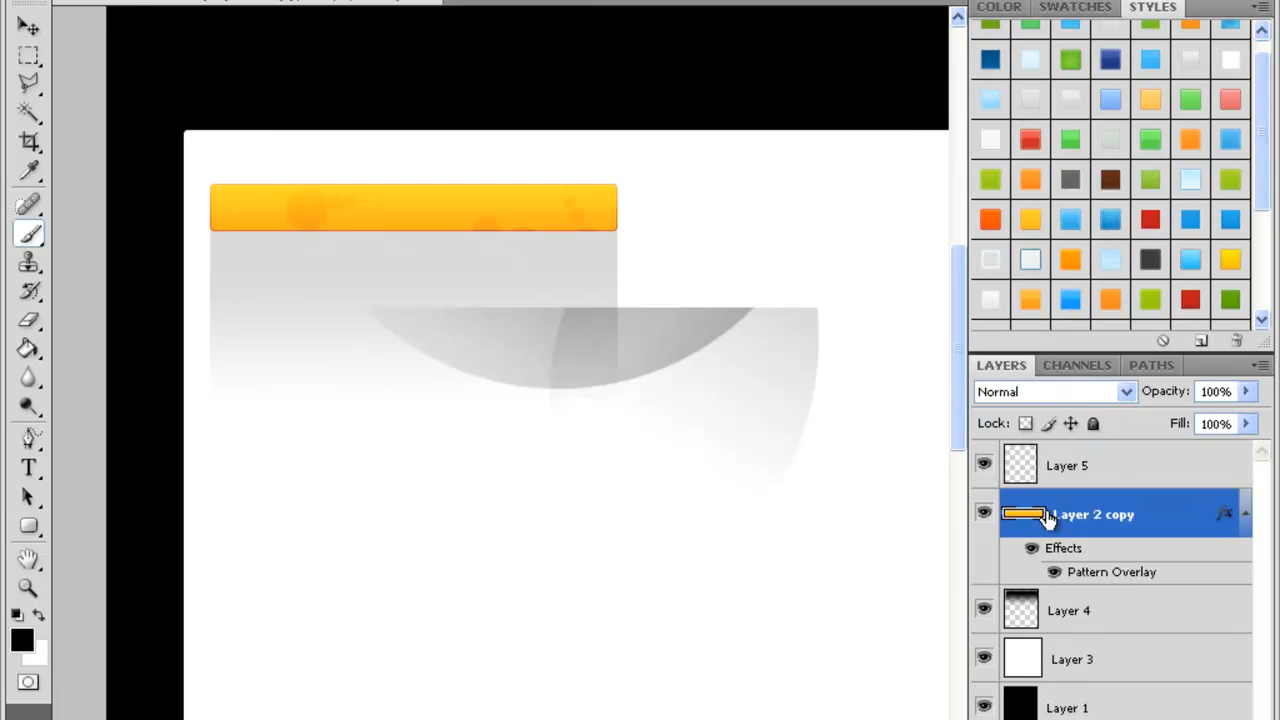 COLOR SWATCHES STYLES
LAYERS CHANNELS PATHS
Normal Opacity: 100%
Lock: Fill: 100%
Layer 5
Layer 2 copy fx
Effects
Pattern Overlay
Layer 4
Layer 3
Layer 1
T